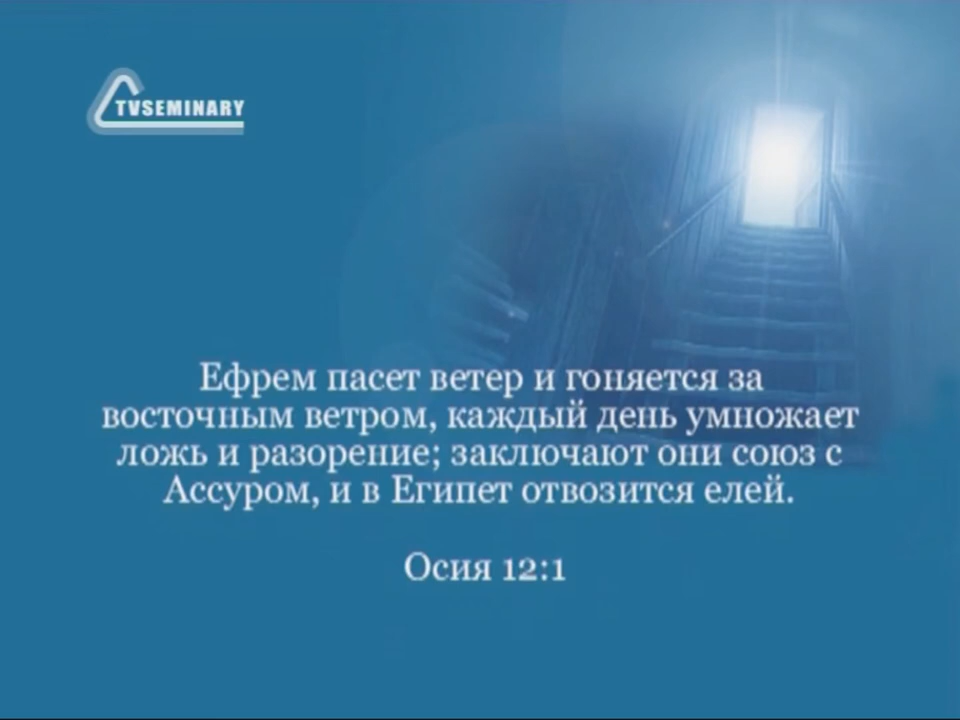 TVSEMINARY
Ефрем пасет ветер и гоняется за
восточным ветром, каждый день умножает
ложь и разорение; заключают они союз с
Ассуром, и в Египет отвозится елей.
Осия 12:1